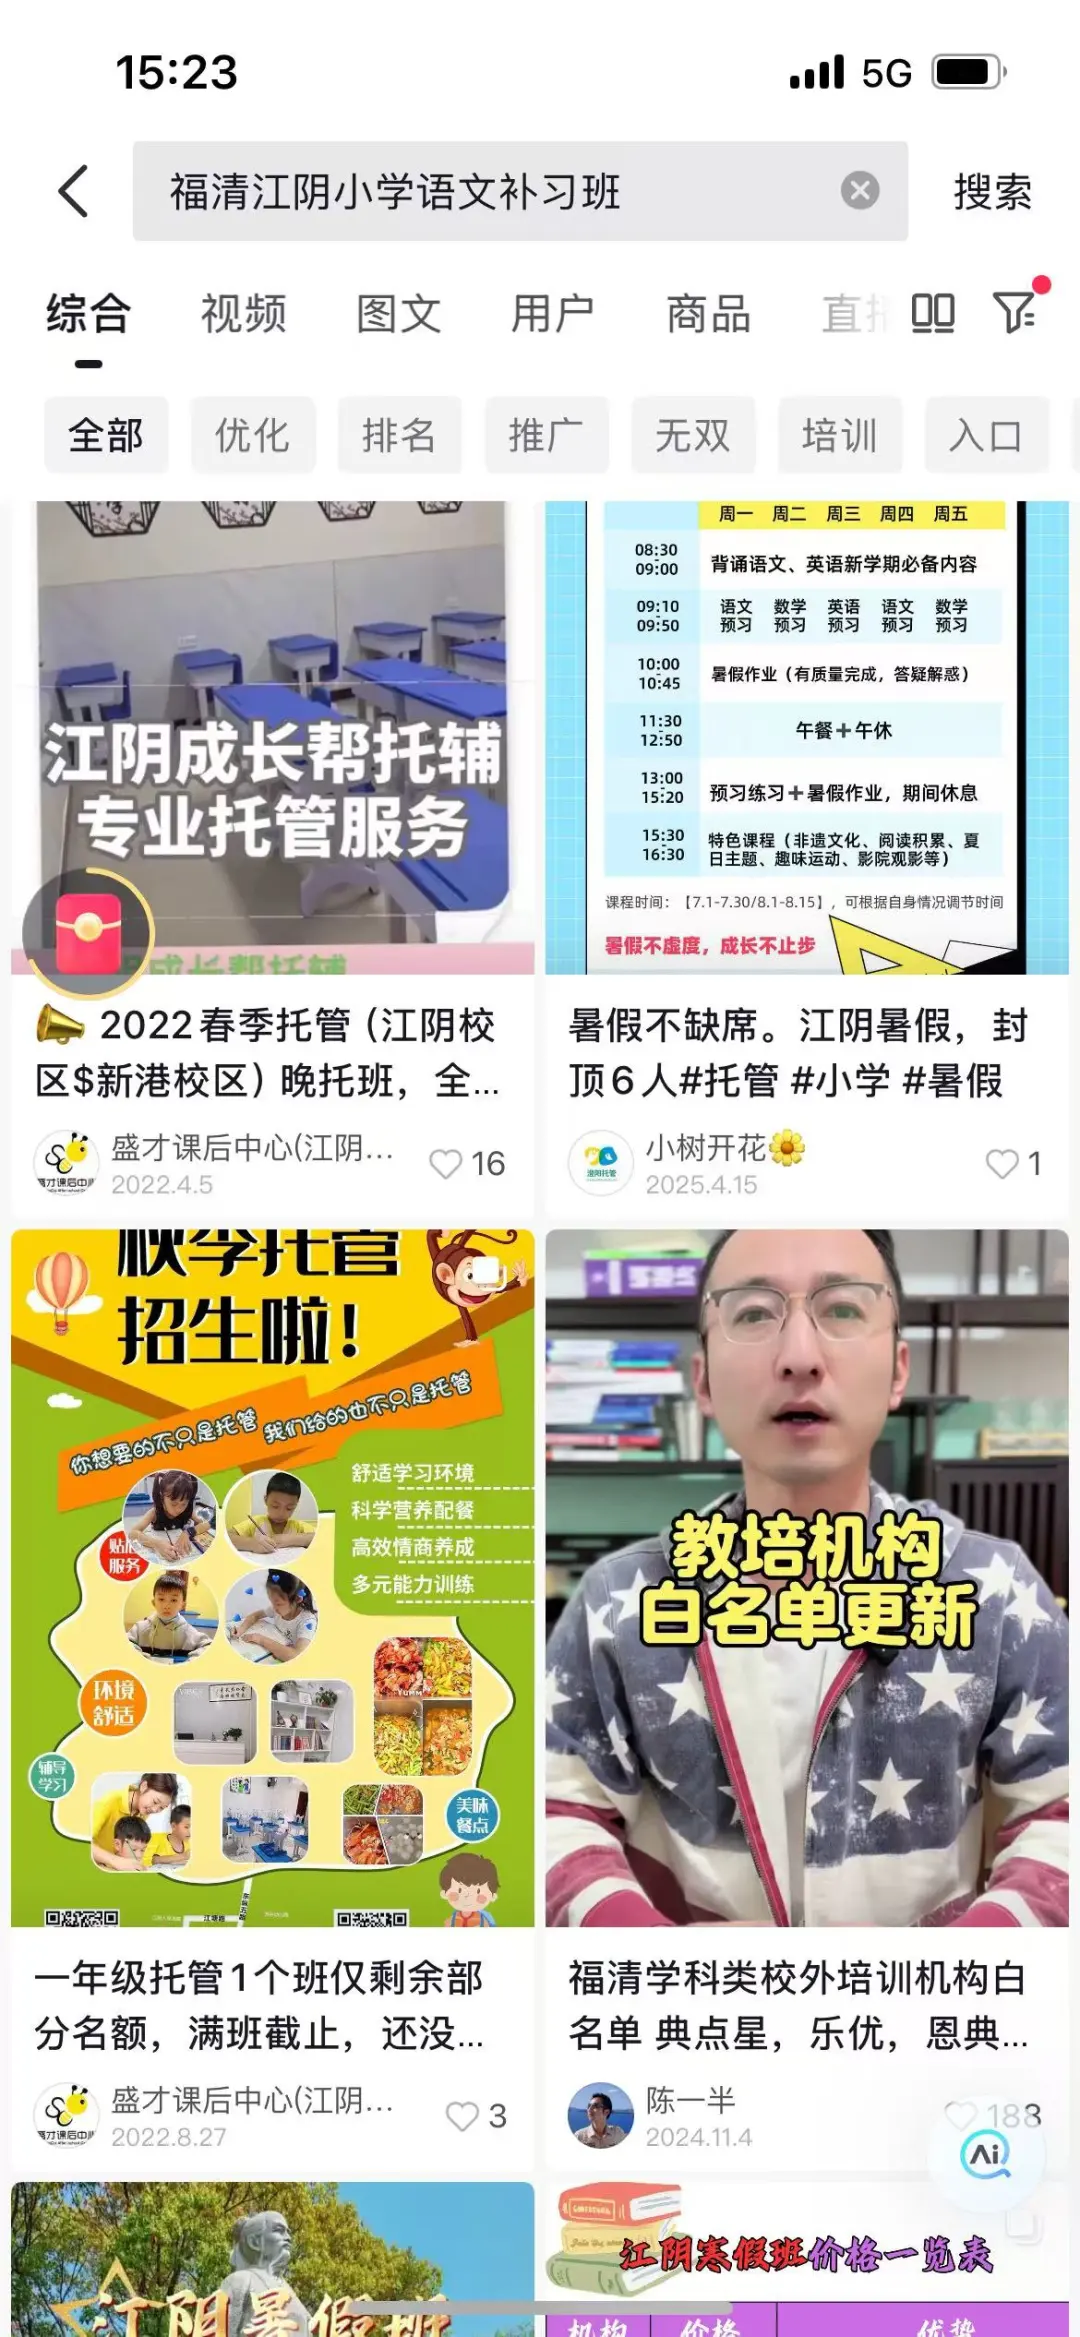 15:23
5G
福清江阴小学语文补习班
搜索
综合 视频 图文 用户 商品 直播
全部 优化 排名 推广 无双 培训 入口
江阴成长帮托辅
专业托管服务
成长帮托辅
2022春季托管(江阴校
区$新港校区)晚托班，全...
盛才课后中心(江阴...
2022.4.5
16
周一 周二 周三 周四 周五
08:30
09:00
背诵语文、英语新学期必备内容
09:10
09:50
语文 数学 英语 语文 数学
预习 预习 预习 预习 预习
10:00
10:45
暑假作业（有质量完成，答疑解惑）
11:30
12:50
午餐+午休
13:00
15:20
预习练习+暑假作业，期间休息
15:30
16:30
特色课程（非遗文化、阅读积累、夏
日主题、趣味运动、影院观影等）
课程时间：【7.1-7.30/8.1-8.15】，可根据自身情况调节时间
暑假不虚度，成长不止步
暑假不缺席。江阴暑假，封
顶6人#托管 #小学 #暑假
小树开花
2025.4.15
1
秋季托管
招生啦！
你想要的不只是托管 我们给的也不只是托管
舒适学习环境
科学营养配餐
高效情商养成
多元能力训练
服务
环境
舒适
辅导
学习
美味
餐点
一年级托管1个班仅剩余部
分名额，满班截止，还没...
盛才课后中心(江阴...
2022.8.27
3
教培机构
白名单更新
福清学科类校外培训机构白
名单 典点星，乐优，恩典...
陈一半
2024.11.4
188
Ai
江阴暑假班
江阴寒假班价格一览表
机构 价格 优势